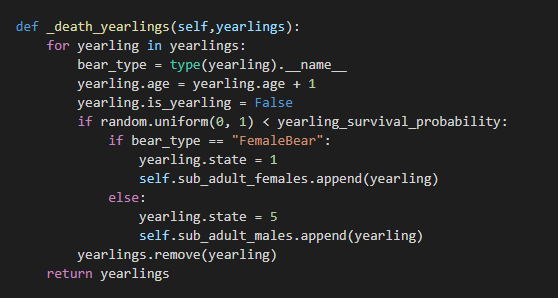 def _death_yearlings(self,yearlings):
    for yearling in yearlings:
        bear_type = type(yearling).__name__
        yearling.age = yearling.age + 1
        yearling.is_yearling = False
        if random.uniform(0, 1) < yearling_survival_probability:
            if bear_type == "FemaleBear":
                yearling.state = 1
                self.sub_adult_females.append(yearling)
            else:
                yearling.state = 5
                self.sub_adult_males.append(yearling)
        yearlings.remove(yearling)
    return yearlings